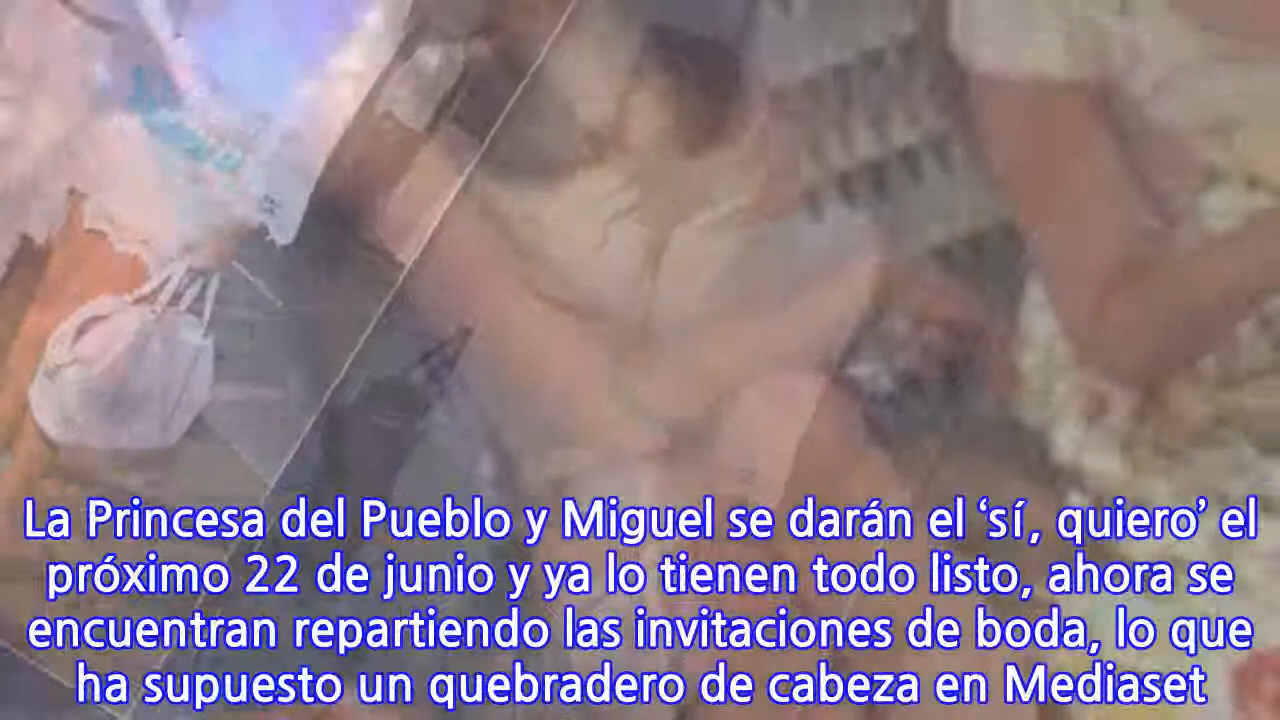 La Princesa del Pueblo y Miguel se darán el ‘sí, quiero’ el
próximo 22 de junio y ya lo tienen todo listo, ahora se
encuentran repartiendo las invitaciones de boda, lo que
ha supuesto un quebradero de cabeza en Mediaset